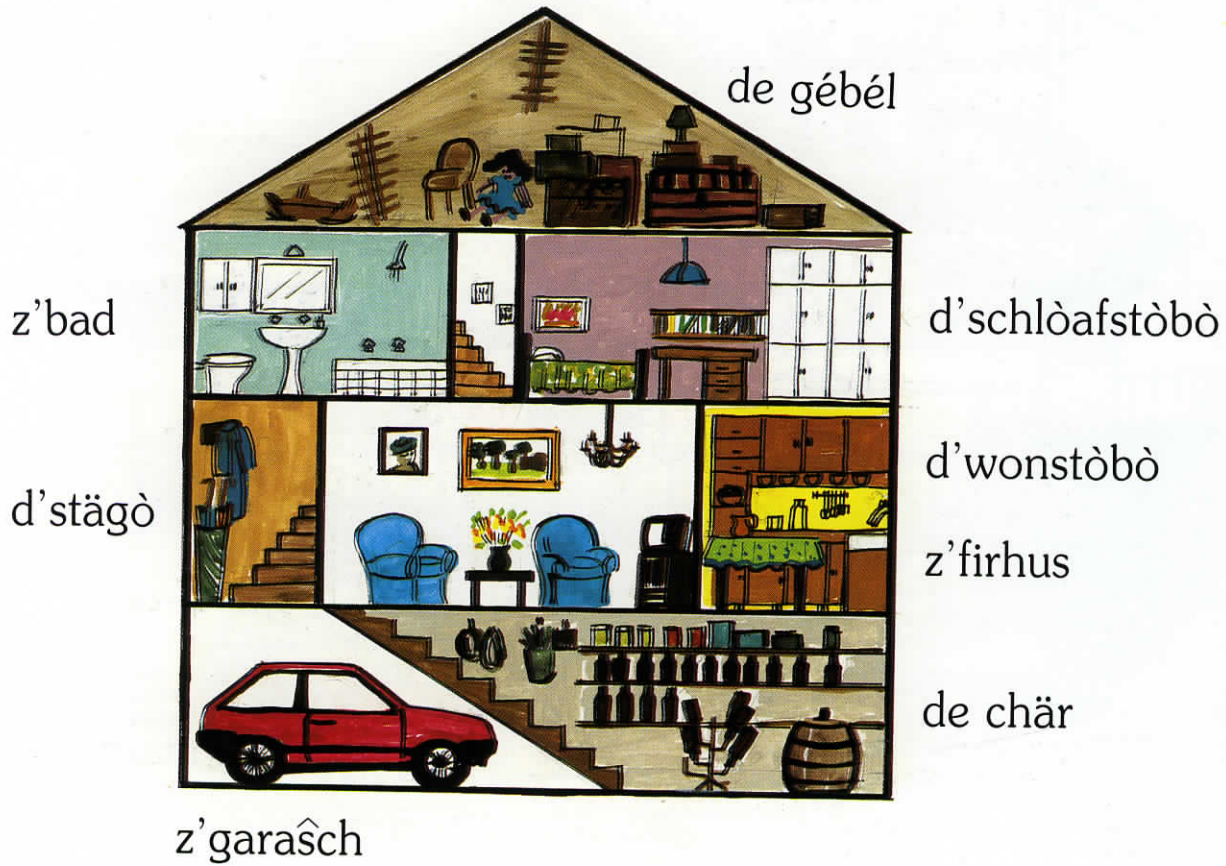 de gébél
z'bad
d'schlòafstòbò
d'wonstòbò
d'stägò
z'firhus
de chär
z'garaŝch